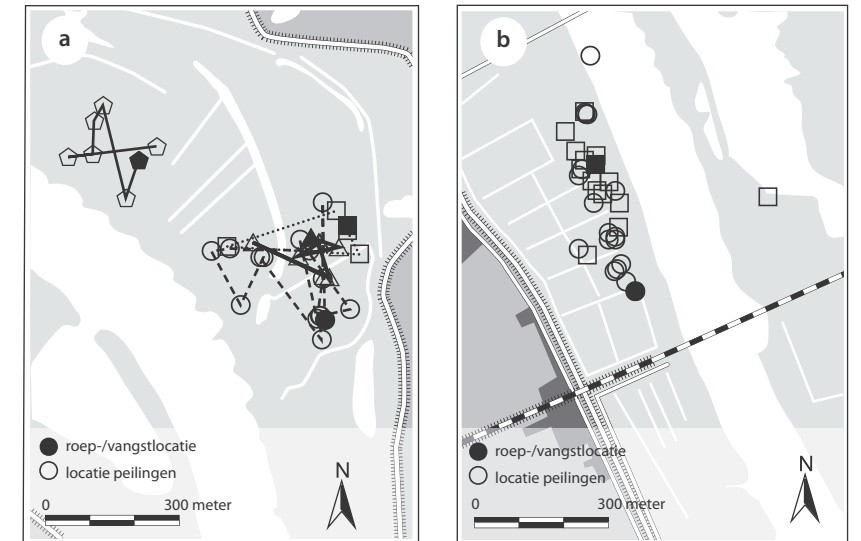 a
roep-/vangstlocatie
locatie peilingen
0 300 meter
N
b
roep-/vangstlocatie
locatie peilingen
0 300 meter
N